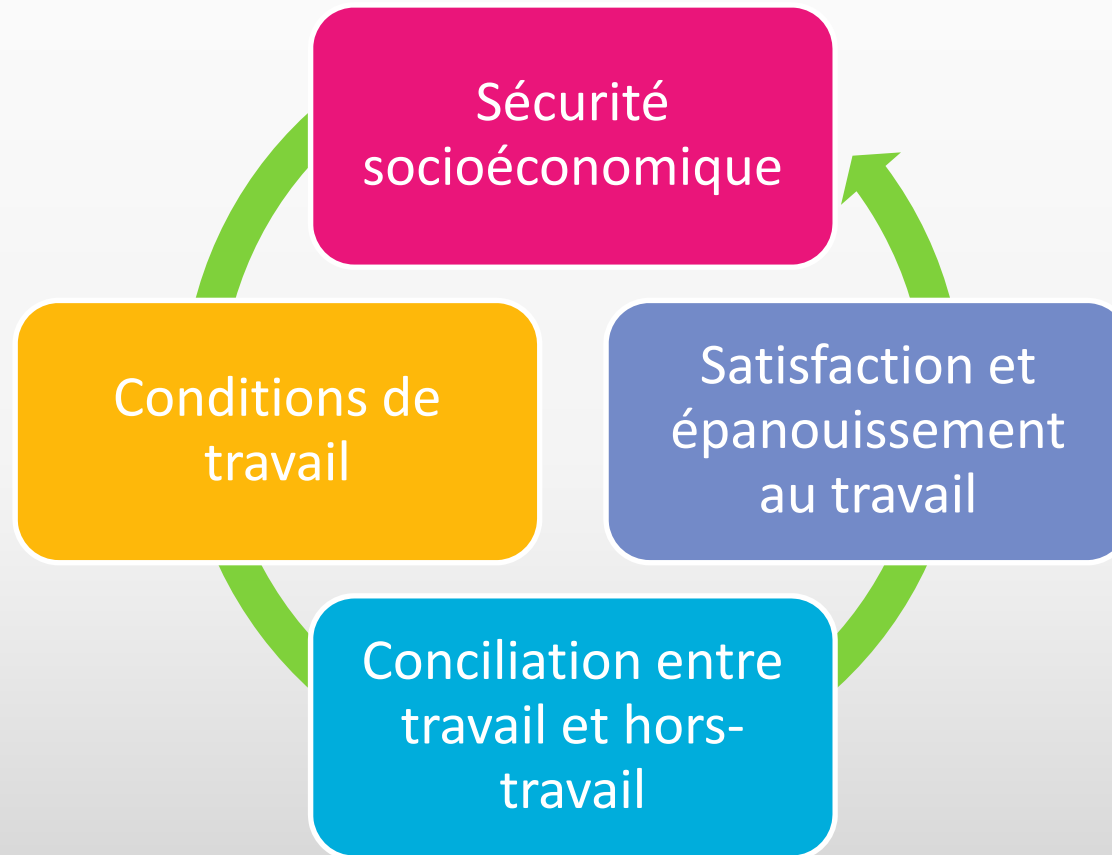 Sécurité
socioéconomique
Conditions de
travail
Satisfaction et
épanouissement
au travail
Conciliation entre
travail et hors-
travail